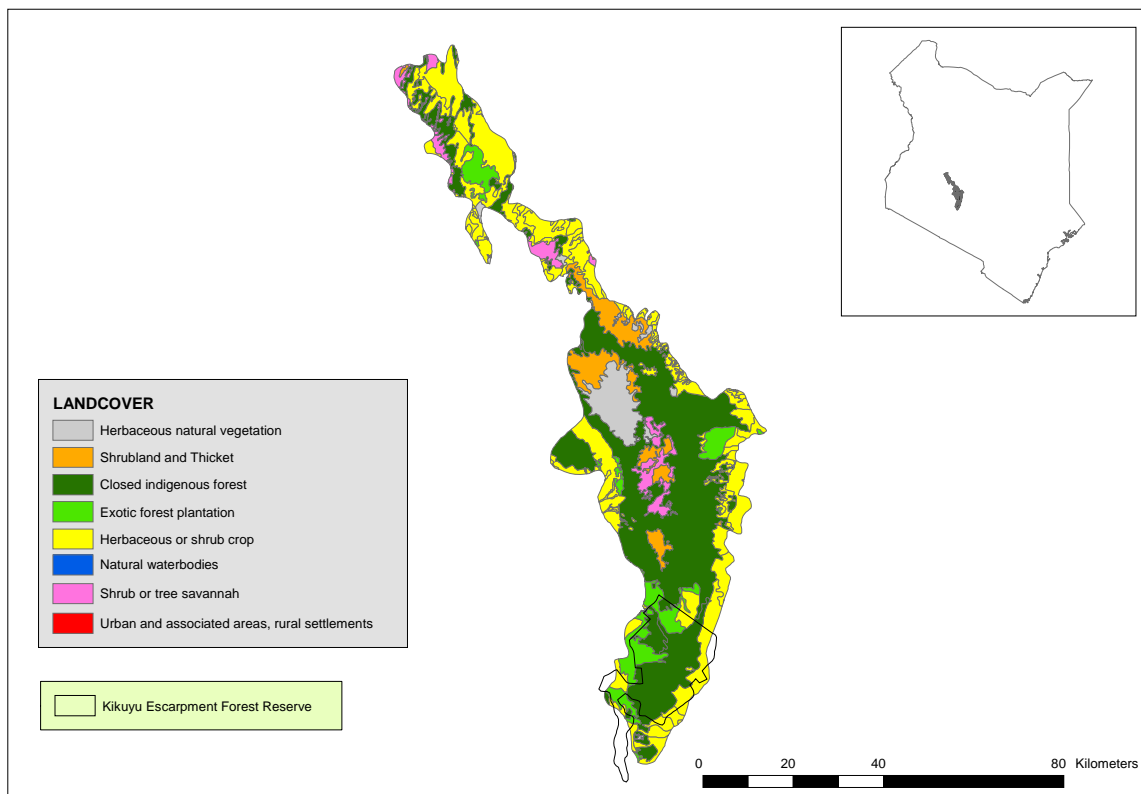 LANDCOVER
Herbaceous natural vegetation
Shrubland and Thicket
Closed indigenous forest
Exotic forest plantation
Herbaceous or shrub crop
Natural waterbodies
Shrub or tree savannah
Urban and associated areas, rural settlements
Kikuyu Escarpment Forest Reserve
0 20 40 80 Kilometers